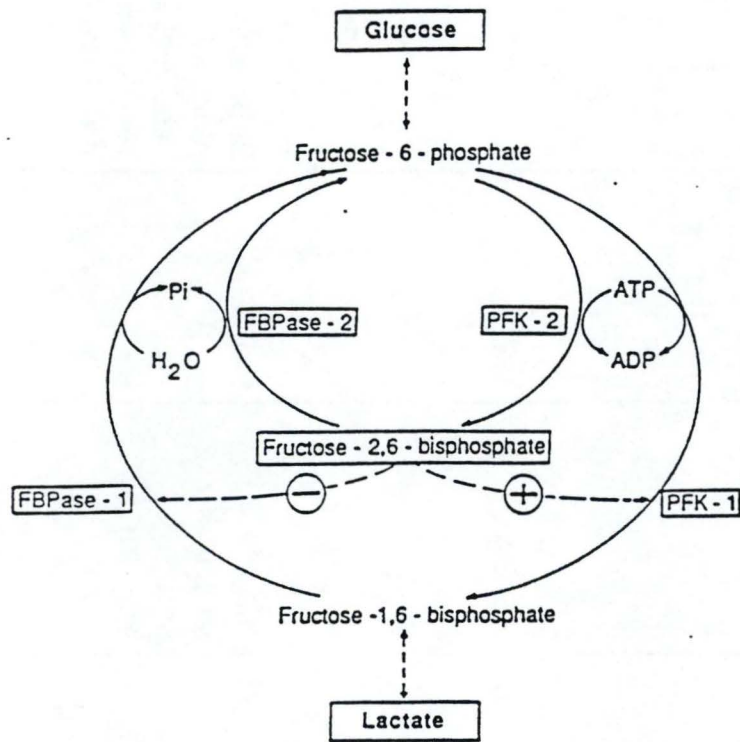 Glucose
Fructose - 6 - phosphate
Pi
ATP
FBPase - 2
PFK - 2
H2O
ADP
Fructose - 2,6 - bisphosphate
FBPase - 1
−
+
PFK - 1
Fructose -1,6 - bisphosphate
Lactate